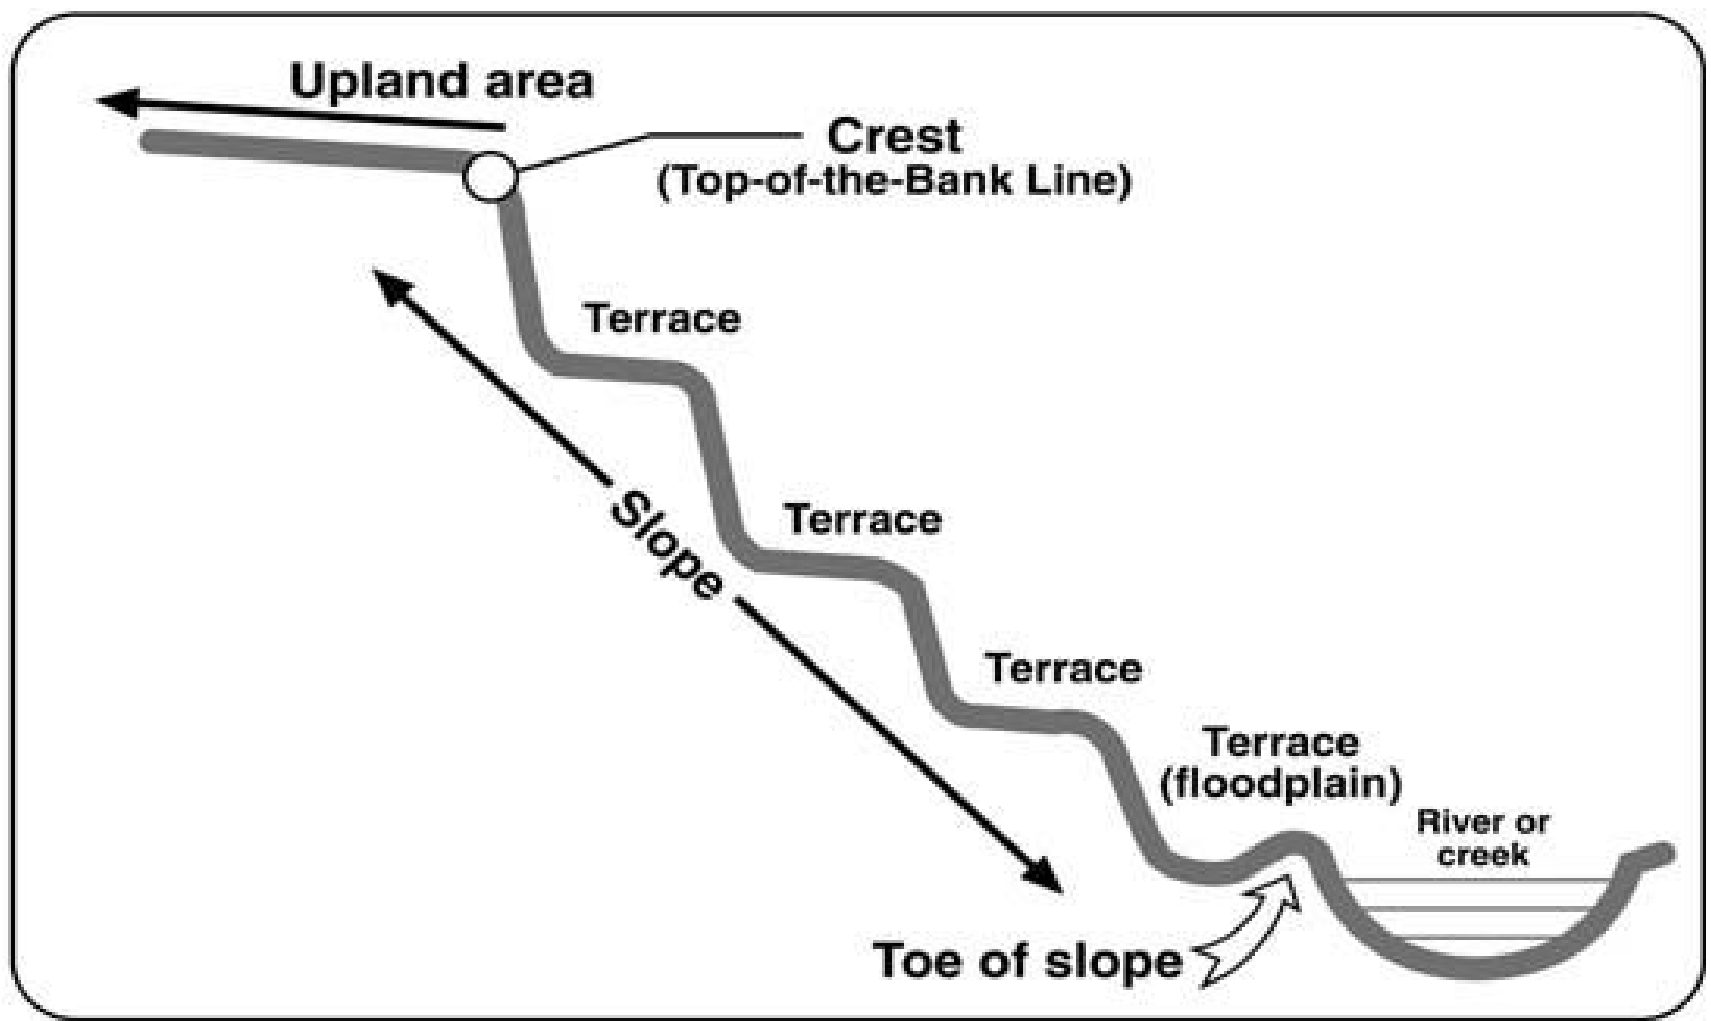 Upland area
Crest
(Top-of-the-Bank Line)
Terrace
Slope
Terrace
Terrace
Terrace
(floodplain)
River or
creek
Toe of slope